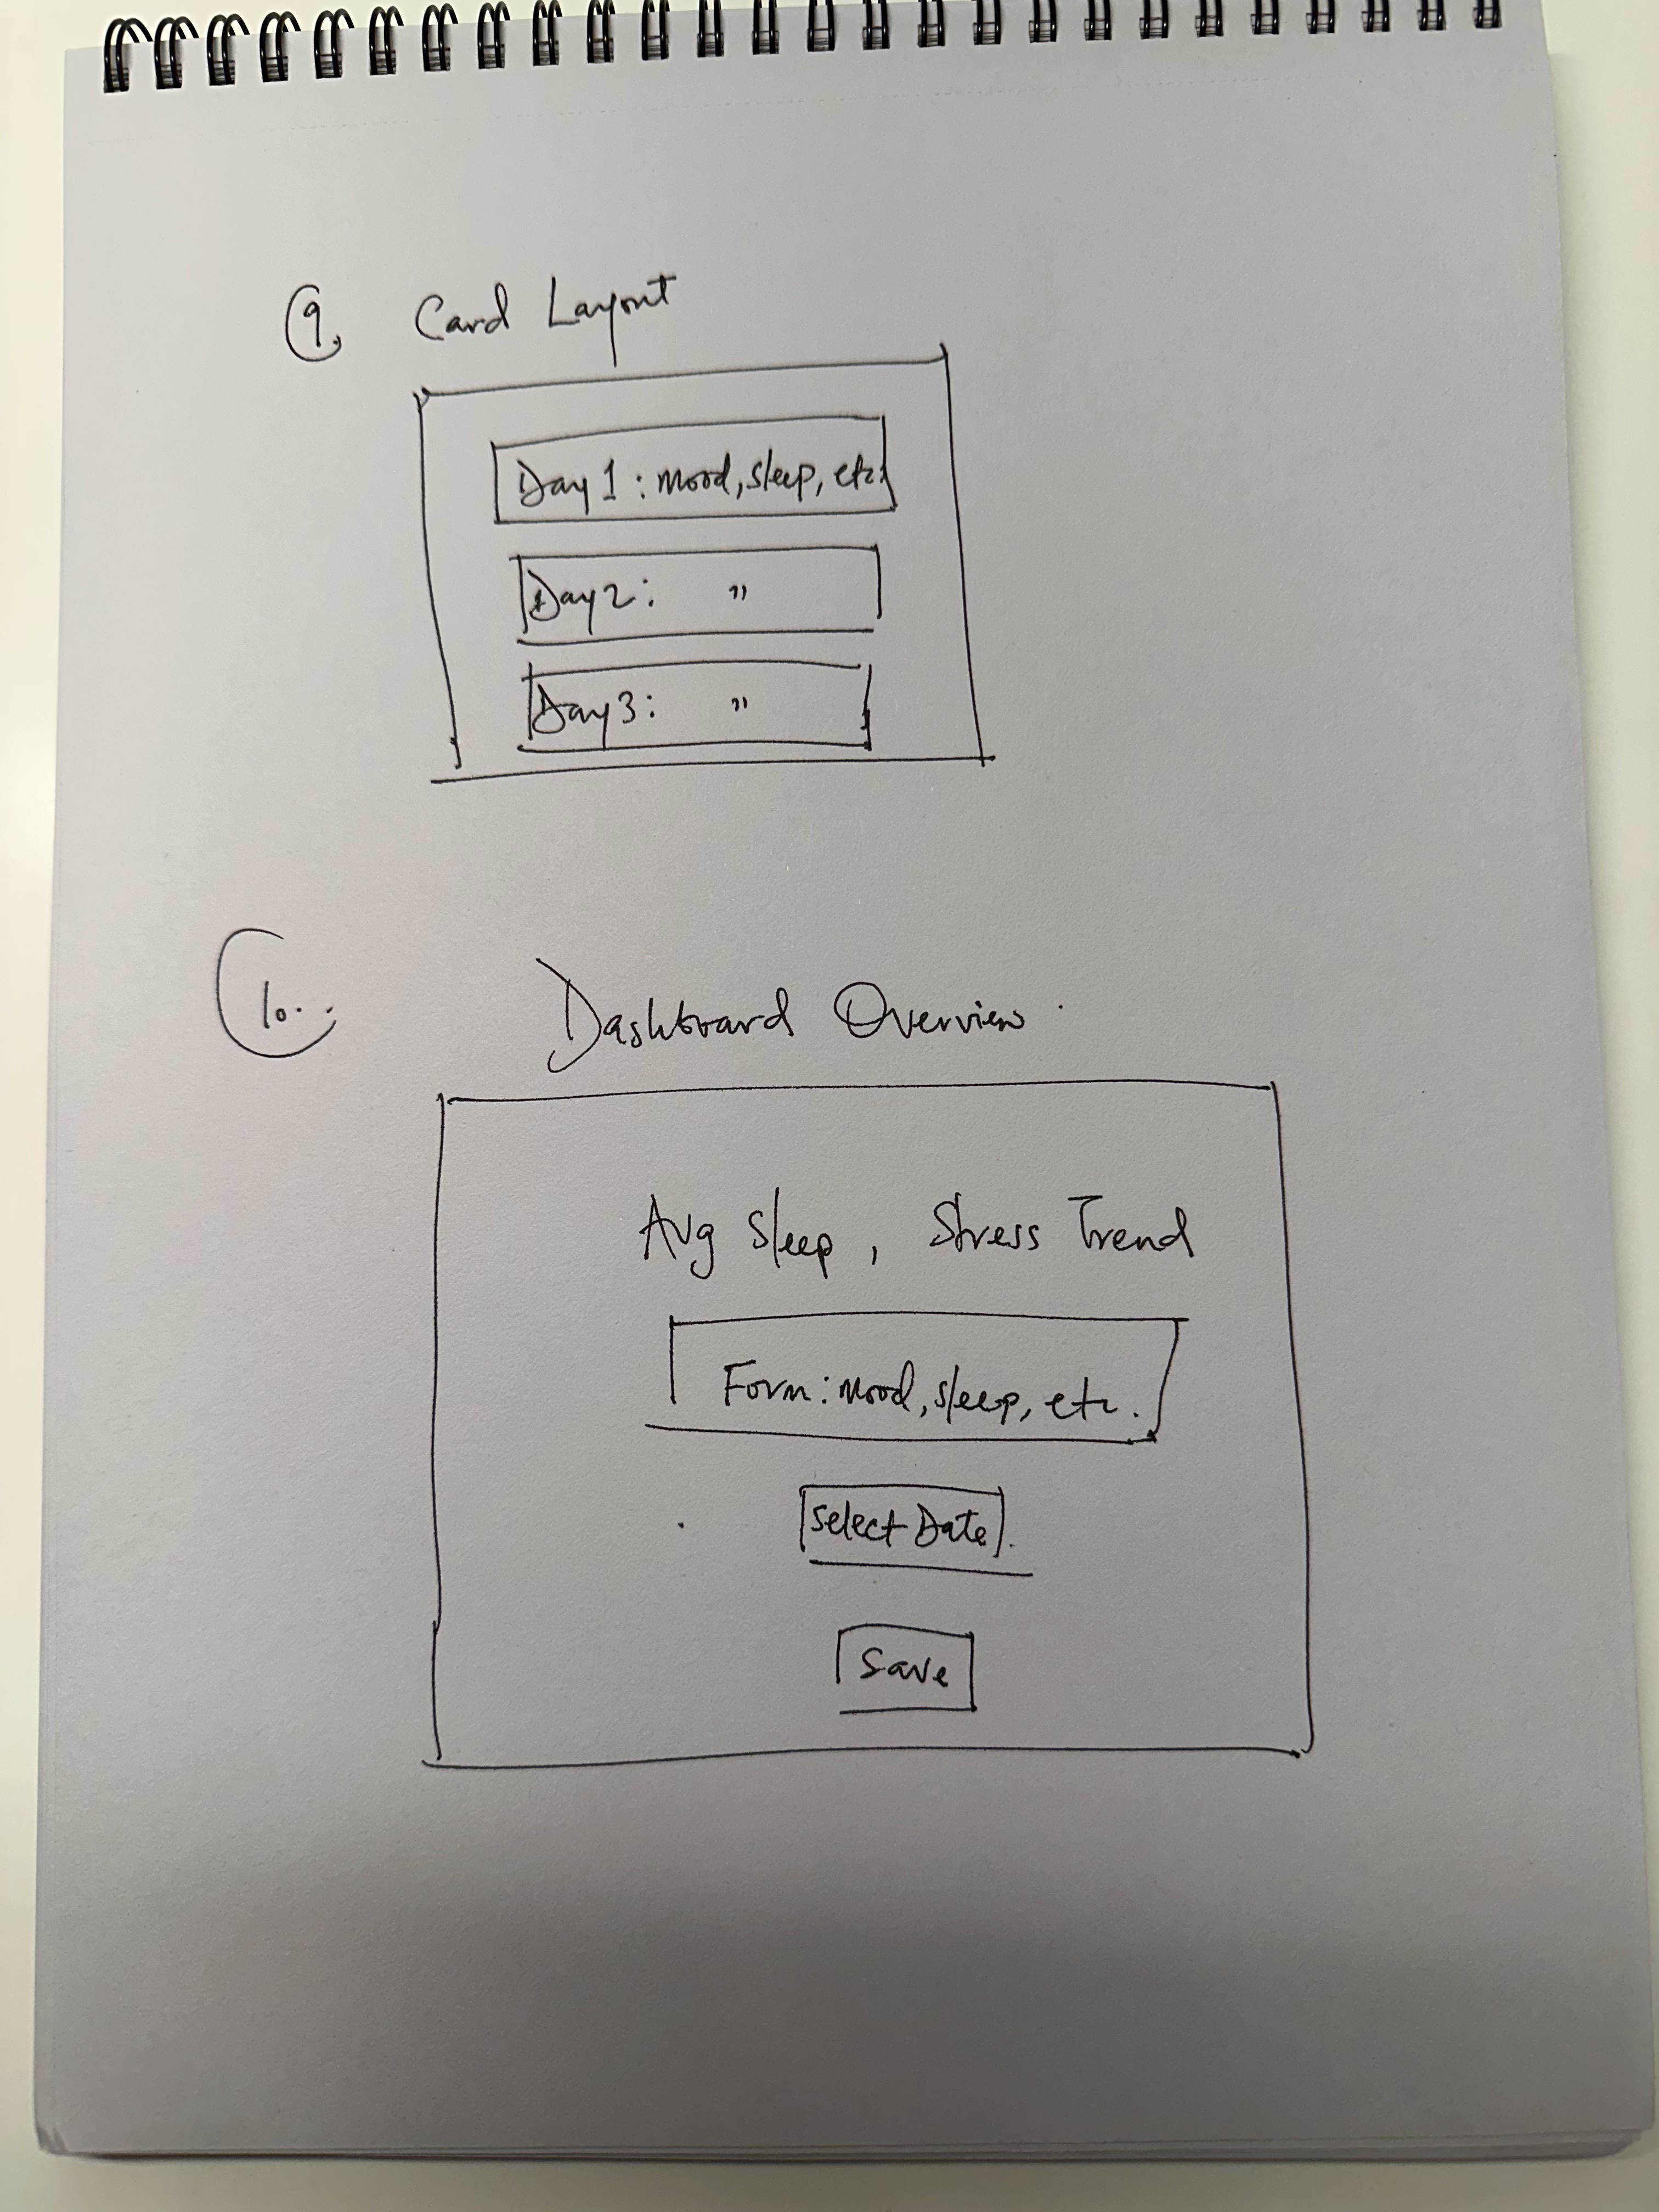 9. Card Layout
Day 1: Mood, sleep, etc.
Day 2: "
Day 3: "
10. Dashboard Overview.
Avg Sleep, Stress Trend
Form: Mood, sleep, etc.
Select Date
Save